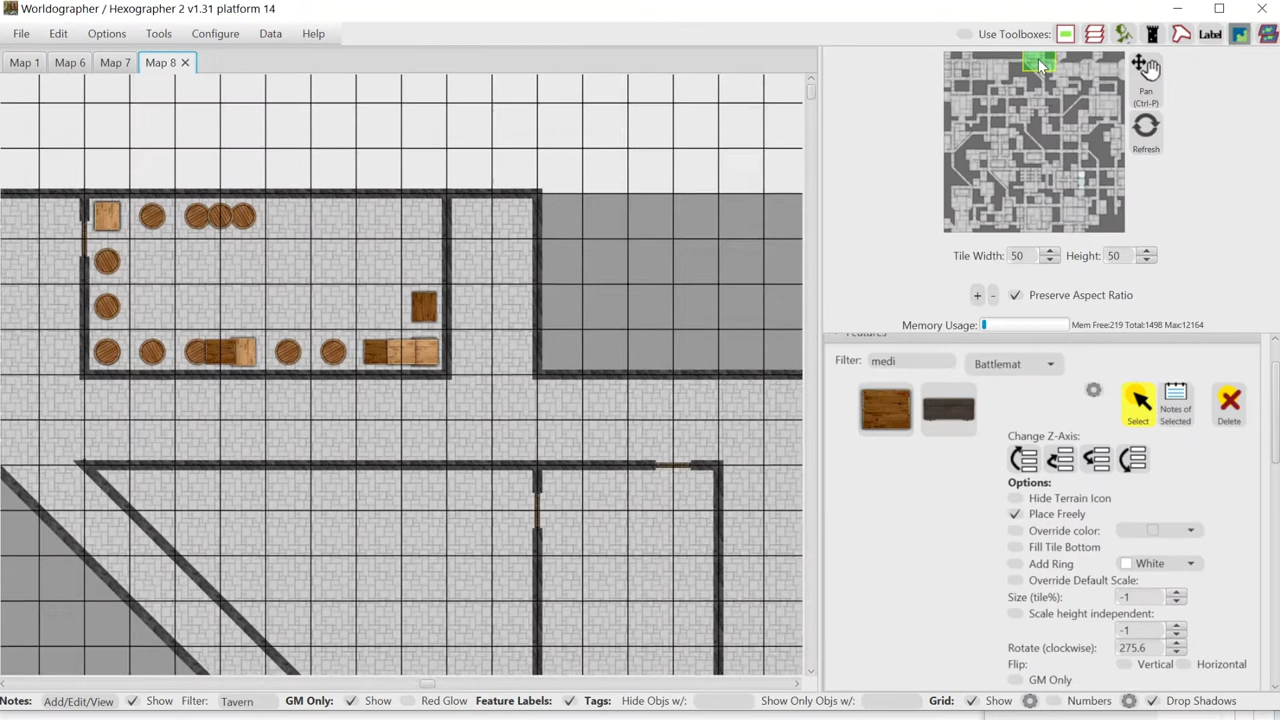 Worldographer / Hexographer 2 v1.31 platform 14
File Edit Options Tools Configure Data Help
Use Toolboxes: Label
Map 1 Map 6 Map 7 Map 8
Pan
(Ctrl-P)
Refresh
Tile Width: 50 Height: 50
+ - Preserve Aspect Ratio
Memory Usage: Mem Free:219 Total:1498 Max:12164
Features
Filter: medi Battlemat
Select Notes of Selected Delete
Change Z-Axis:
Options:
Hide Terrain Icon
Place Freely
Override color:
Fill Tile Bottom
Add Ring White
Override Default Scale:
Size (tile%): -1
Scale height independent:
-1
Rotate (clockwise): 275.6
Flip: Vertical Horizontal
GM Only
Notes: Add/Edit/View Show Filter: Tavern GM Only: Show Red Glow Feature Labels: Tags: Hide Objs w/: Show Only Objs w/: Grid: Show Numbers Drop Shadows